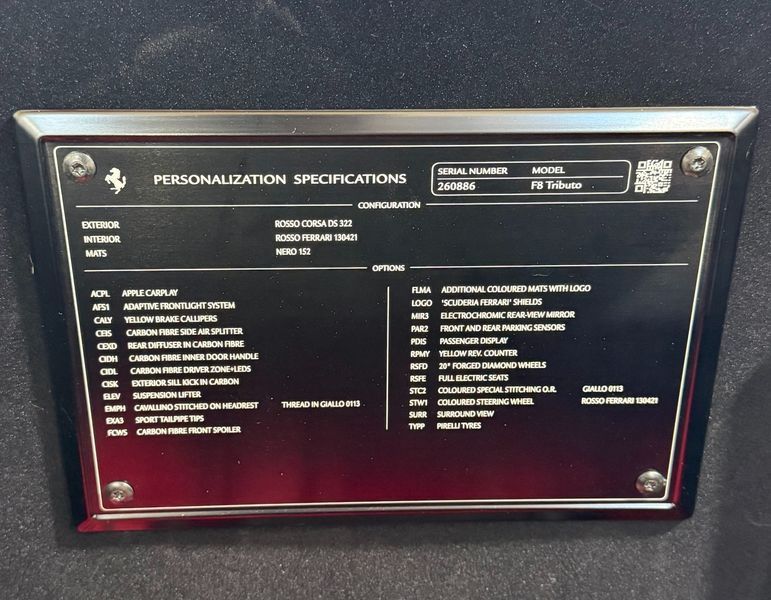 PERSONALIZATION SPECIFICATIONS
SERIAL NUMBER MODEL
260886 F8 Tributo
CONFIGURATION
EXTERIOR ROSSO CORSA DS 322
INTERIOR ROSSO FERRARI 130421
MATS NERO 152
OPTIONS
ACPL APPLE CARPLAY
AFS1 ADAPTIVE FRONTLIGHT SYSTEM
CALY YELLOW BRAKE CALLIPERS
CEIS CARBON FIBRE SIDE AIR SPLITTER
CEXD REAR DIFFUSER IN CARBON FIBRE
CIDH CARBON FIBRE INNER DOOR HANDLE
CIDL CARBON FIBRE DRIVER ZONE+LEDS
CISK EXTERIOR SILL KICK IN CARBON
ELEV SUSPENSION LIFTER
EMPH CAVALLINO STITCHED ON HEADREST THREAD IN GIALLO 0113
EXA3 SPORT TAILPIPE TIPS
FCWS CARBON FIBRE FRONT SPOILER
FLMA ADDITIONAL COLOURED MATS WITH LOGO
LOGO 'SCUDERIA FERRARI' SHIELDS
MIR3 ELECTROCHROMIC REAR-VIEW MIRROR
PAR2 FRONT AND REAR PARKING SENSORS
PDIS PASSENGER DISPLAY
RPMY YELLOW REV. COUNTER
RSFD 20" FORGED DIAMOND WHEELS
RSFE FULL ELECTRIC SEATS
STC2 COLOURED SPECIAL STITCHING O.R. GIALLO 0113
STW1 COLOURED STEERING WHEEL ROSSO FERRARI 130421
SURR SURROUND VIEW
TYPP PIRELLI TYRES